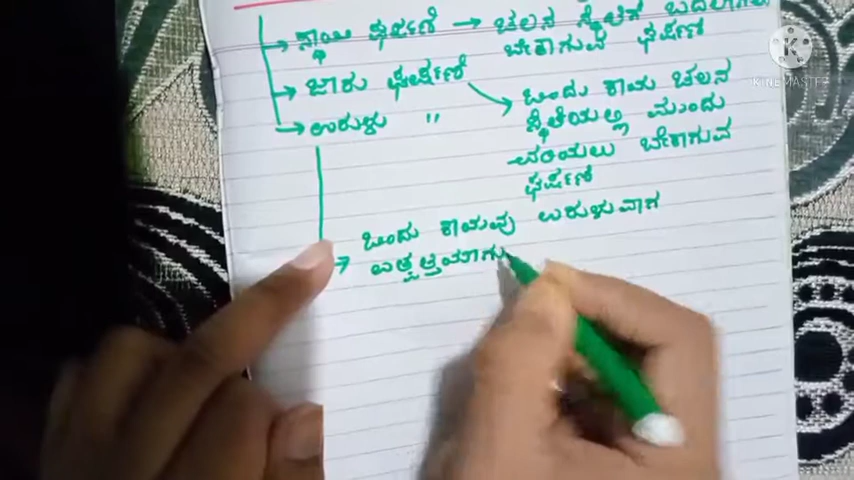 ಸ್ಥಾಯಿ ಘರ್ಷಣೆ → ಚಲನ ಸ್ಥಿತಿಗೆ ಬದಲಾಗಲು
ಬೇಕಾಗುವ ಘರ್ಷಣೆ
→ ಜಾರು ಘರ್ಷಣೆ → ಒಂದು ಕಾಯ ಚಲನ
ಸ್ಥಿತಿಯಲ್ಲಿ ಮುಂದು
ವರಿಯಲು ಬೇಕಾಗುವ
ಘರ್ಷಣೆ
→ ಉರುಳು "
→ ಒಂದು ಕಾಯವು ಉರುಳುವಾಗ
ಉತ್ಪತ್ತಿಯಾಗು
KINEMASTER